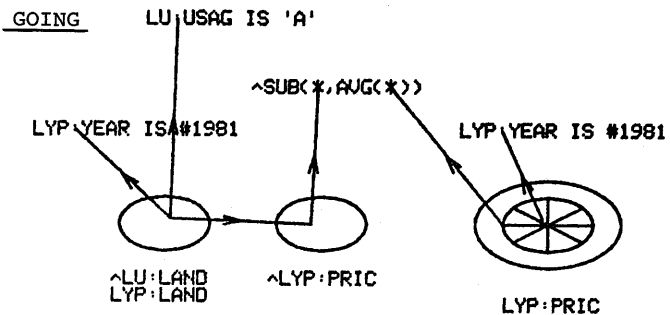 GOING
LU:USAG IS 'A'
^SUB(*,AVG(*))
LYP:YEAR IS #1981
LYP:YEAR IS #1981
^LU:LAND
LYP:LAND
^LYP:PRIC
LYP:PRIC